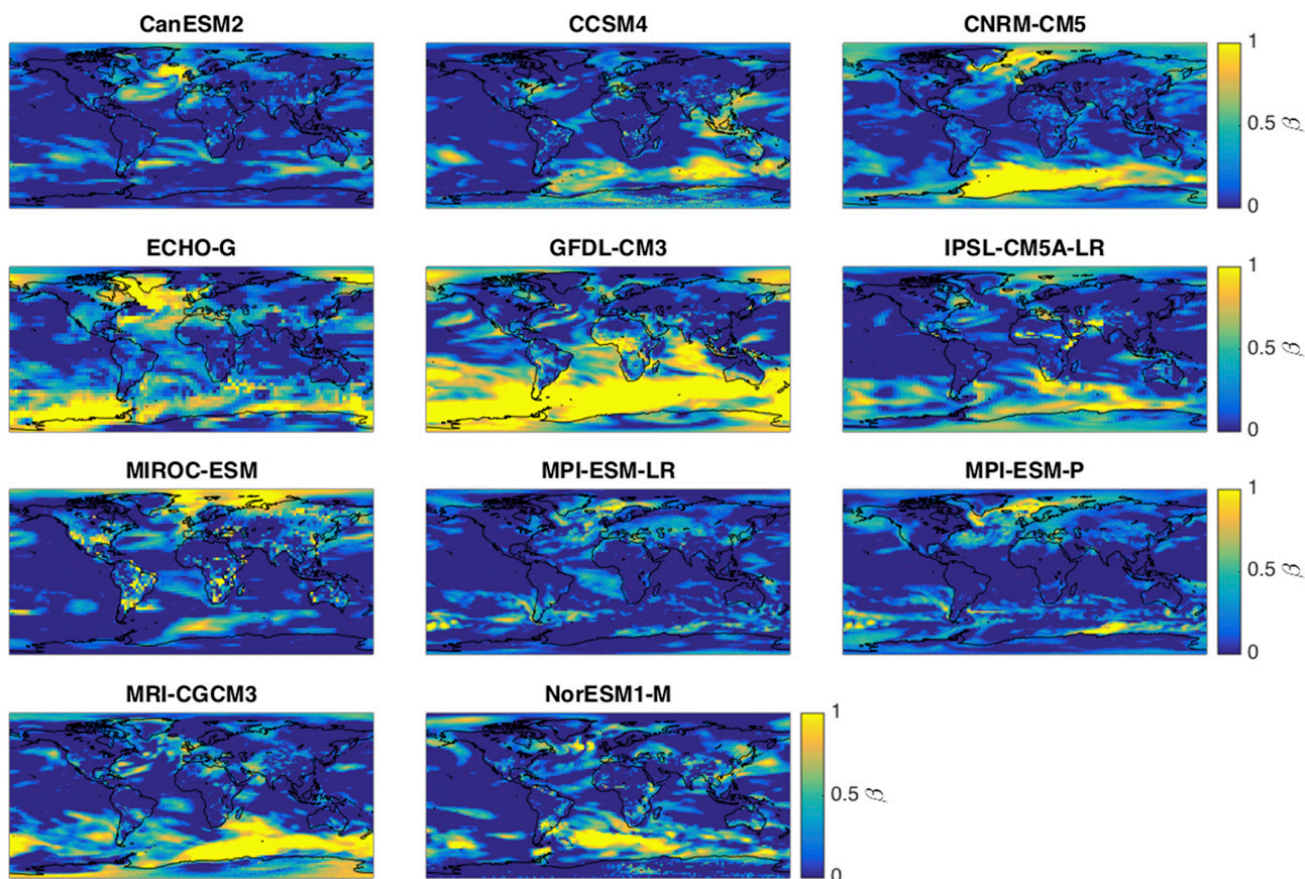 CanESM2 CCSM4 CNRM-CM5
1
0.5
β
0
ECHO-G GFDL-CM3 IPSL-CM5A-LR
1
0.5
β
0
MIROC-ESM MPI-ESM-LR MPI-ESM-P
1
0.5
β
0
MRI-CGCM3 NorESM1-M
1
0.5
β
0